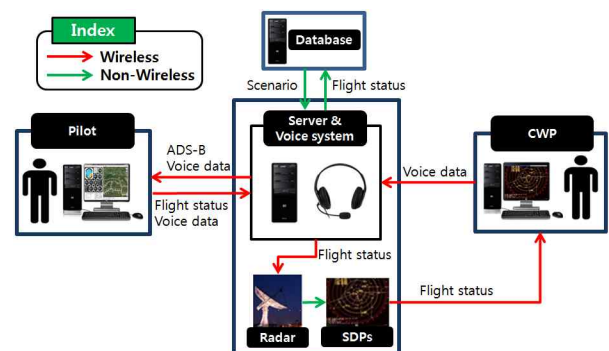 Index
Wireless
Non-Wireless
Database
Scenario
Flight status
Pilot
Server &
Voice system
CWP
ADS-B
Voice data
Flight status
Voice data
Voice data
Flight status
Flight status
Radar
SDPs